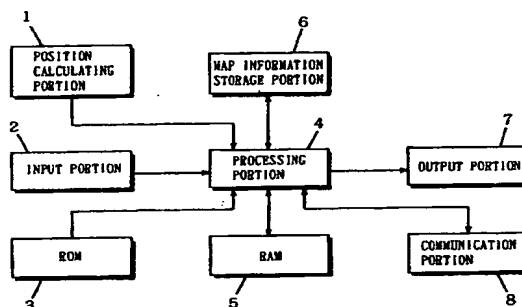 1
POSITION
CALCULATING
PORTION
6
MAP INFORMATION
STORAGE PORTION
2
INPUT PORTION
4
PROCESSING
PORTION
7
OUTPUT PORTION
ROM
3
RAM
5
COMMUNICATION
PORTION
8